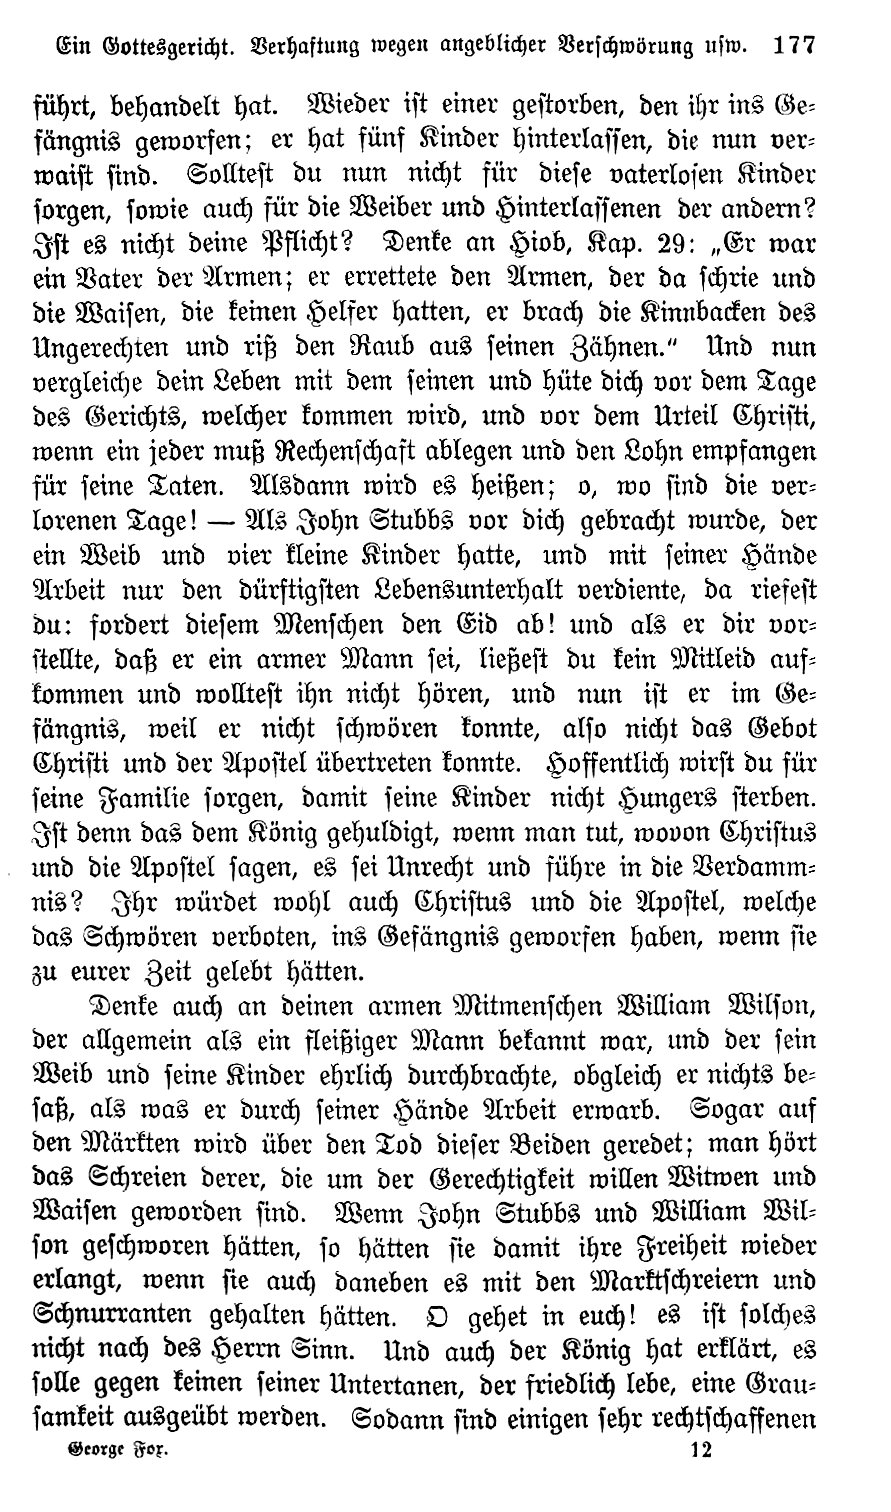 Ein Gottesgericht. Verhaftung wegen angeblicher Verschwörung usw. 177
führt, behandelt hat. Wieder ist einer gestorben, den ihr ins Ge-
fängnis geworfen; er hat fünf Kinder hinterlassen, die nun ver-
waist sind. Solltest du nun nicht für diese vaterlosen Kinder
sorgen, sowie auch für die Weiber und Hinterlassenen der andern?
Ist es nicht deine Pflicht? Denke an Hiob, Kap. 29: „Er war
ein Vater der Armen; er errettete den Armen, der da schrie und
die Waisen, die keinen Helfer hatten, er brach die Kinnbacken des
Ungerechten und riß den Raub aus seinen Zähnen.“ Und nun
vergleiche dein Leben mit dem seinen und hüte dich vor dem Tage
des Gerichts, welcher kommen wird, und vor dem Urteil Christi,
wenn ein jeder muß Rechenschaft ablegen und den Lohn empfangen
für seine Taten. Alsdann wird es heißen; o, wo sind die ver-
lorenen Tage! — Als John Stubbs vor dich gebracht wurde, der
ein Weib und vier kleine Kinder hatte, und mit seiner Hände
Arbeit nur den dürftigsten Lebensunterhalt verdiente, da riefest
du: fordert diesem Menschen den Eid ab! und als er dir vor-
stellte, daß er ein armer Mann sei, ließest du kein Mitleid auf-
kommen und wolltest ihn nicht hören, und nun ist er im Ge-
fängnis, weil er nicht schwören konnte, also nicht das Gebot
Christi und der Apostel übertreten konnte. Hoffentlich wirst du für
seine Familie sorgen, damit seine Kinder nicht Hungers sterben.
Ist denn das dem König gehuldigt, wenn man tut, wovon Christus
und die Apostel sagen, es sei Unrecht und führe in die Verdamm-
nis? Ihr würdet wohl auch Christus und die Apostel, welche
das Schwören verboten, ins Gefängnis geworfen haben, wenn sie
zu eurer Zeit gelebt hätten.
Denke auch an deinen armen Mitmenschen William Wilson,
der allgemein als ein fleißiger Mann bekannt war, und der sein
Weib und seine Kinder ehrlich durchbrachte, obgleich er nichts be-
saß, als was er durch seiner Hände Arbeit erwarb. Sogar auf
den Märkten wird über den Tod dieser Beiden geredet; man hört
das Schreien derer, die um der Gerechtigkeit willen Witwen und
Waisen geworden sind. Wenn John Stubbs und William Wil-
son geschworen hätten, so hätten sie damit ihre Freiheit wieder
erlangt, wenn sie auch daneben es mit den Marktschreiern und
Schnurranten gehalten hätten. O gehet in euch! es ist solches
nicht nach des Herrn Sinn. Und auch der König hat erklärt, es
solle gegen keinen seiner Untertanen, der friedlich lebe, eine Grau-
samkeit ausgeübt werden. Sodann sind einigen sehr rechtschaffenen
George Fox. 12